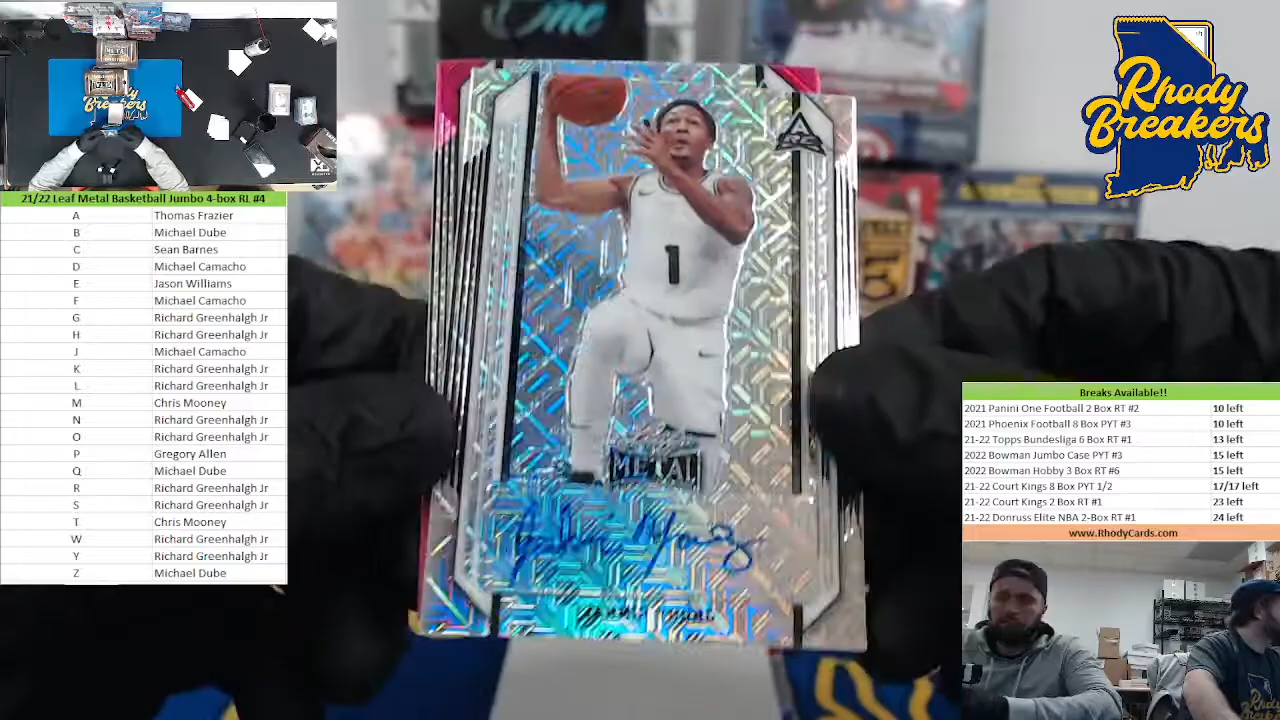 21/22 Leaf Metal Basketball Jumbo 4-box RL #4
A Thomas Frazier
B Michael Dube
C Sean Barnes
D Michael Camacho
E Jason Williams
F Michael Camacho
G Richard Greenhalgh Jr
H Richard Greenhalgh Jr
J Michael Camacho
K Richard Greenhalgh Jr
L Richard Greenhalgh Jr
M Chris Mooney
N Richard Greenhalgh Jr
O Richard Greenhalgh Jr
P Gregory Allen
Q Michael Dube
R Richard Greenhalgh Jr
S Richard Greenhalgh Jr
T Chris Mooney
W Richard Greenhalgh Jr
Y Richard Greenhalgh Jr
Z Michael Dube
One
1
METAL
Rhody
Breakers
Breaks Available!!
2021 Panini One Football 2 Box RT #2 10 left
2021 Phoenix Football 8 Box PYT #3 10 left
21-22 Topps Bundesliga 6 Box RT #1 13 left
2022 Bowman Jumbo Case PYT #3 15 left
2022 Bowman Hobby 3 Box RT #6 15 left
21-22 Court Kings 8 Box PYT 1/2 17/17 left
21-22 Court Kings 2 Box RT #1 23 left
21-22 Donruss Elite NBA 2-Box RT #1 24 left
www.RhodyCards.com
Rhody